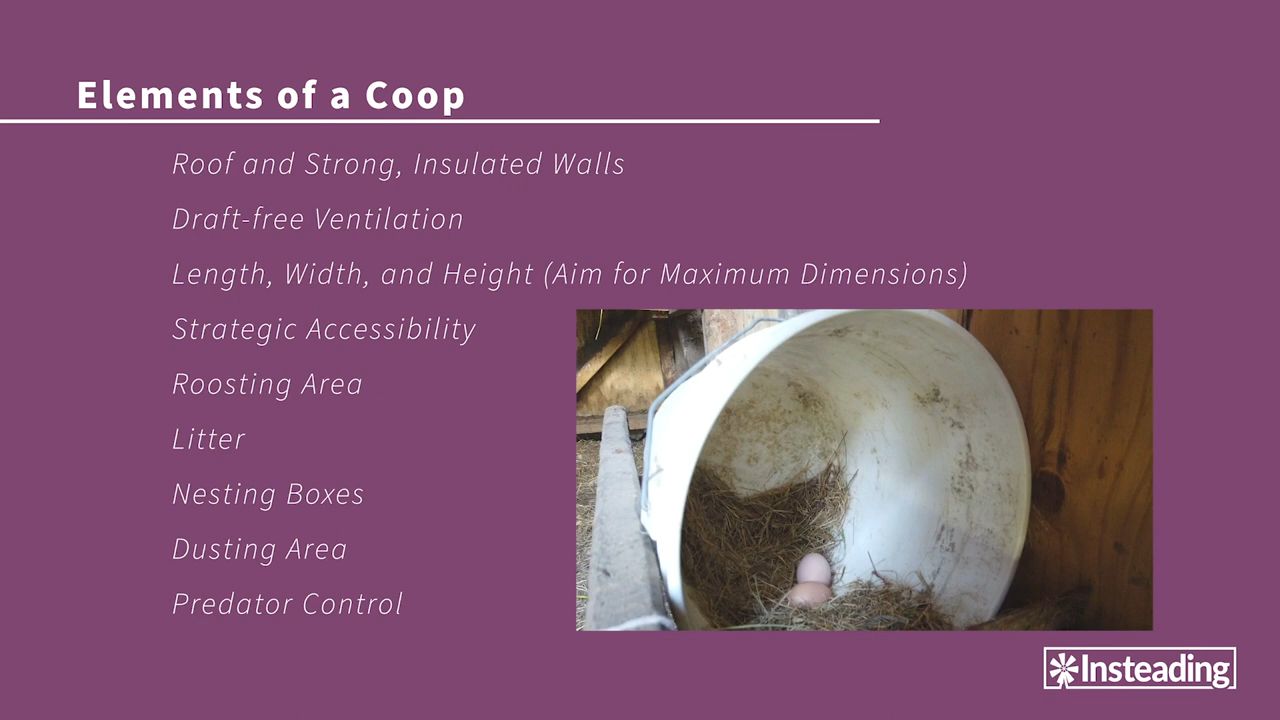 Elements of a Coop
Roof and Strong, Insulated Walls
Draft-free Ventilation
Length, Width, and Height (Aim for Maximum Dimensions)
Strategic Accessibility
Roosting Area
Litter
Nesting Boxes
Dusting Area
Predator Control
Insteading